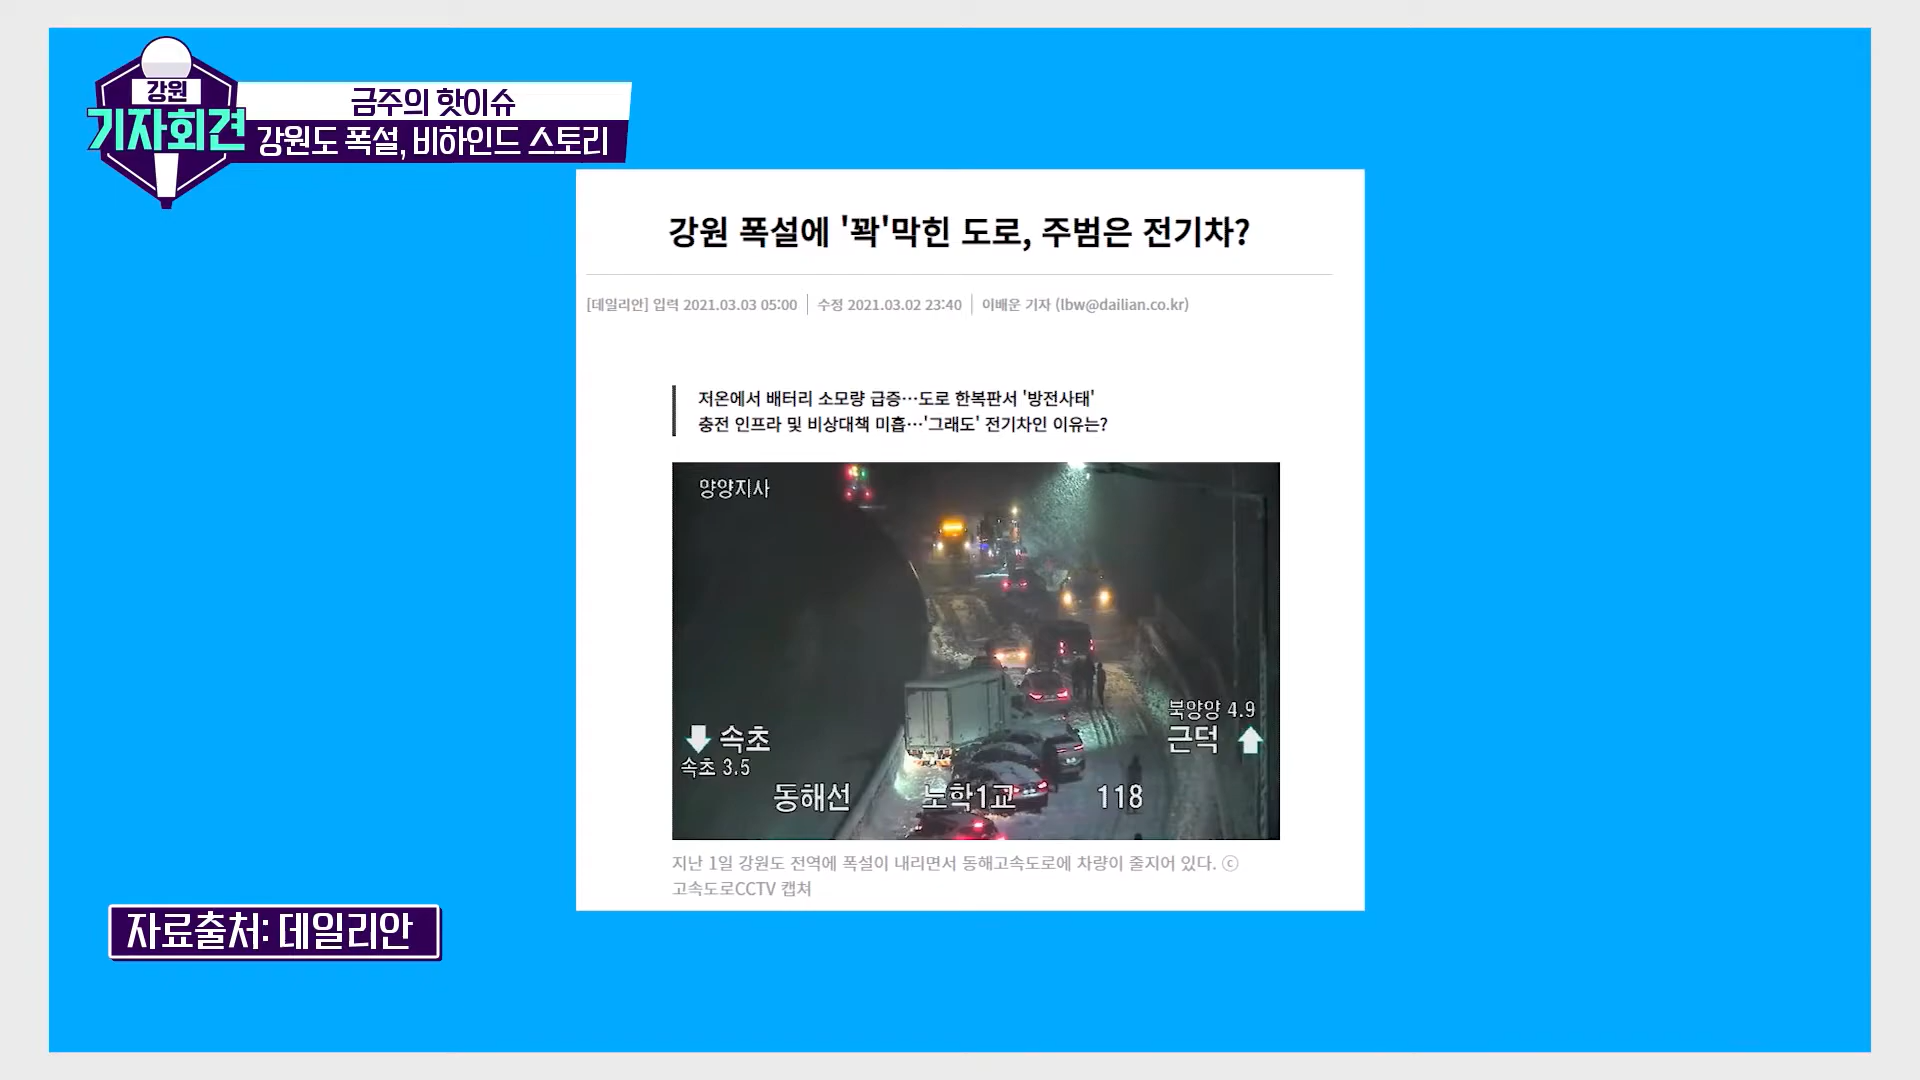 강원
기자회견
금주의 핫이슈
강원도 폭설, 비하인드 스토리
강원 폭설에 '꽉'막힌 도로, 주범은 전기차?
[데일리안] 입력 2021.03.03 05:00 | 수정 2021.03.02 23:40 | 이배운 기자 (lbw@dailian.co.kr)
저온에서 배터리 소모량 급증…도로 한복판서 '방전사태'
충전 인프라 및 비상대책 미흡…'그래도' 전기차인 이유는?
양양지사
북양양 4.9
속초
근덕
속초 3.5
동해선 노학1교 118
지난 1일 강원도 전역에 폭설이 내리면서 동해고속도로에 차량이 줄지어 있다. ⓒ
고속도로CCTV 캡쳐
자료출처: 데일리안